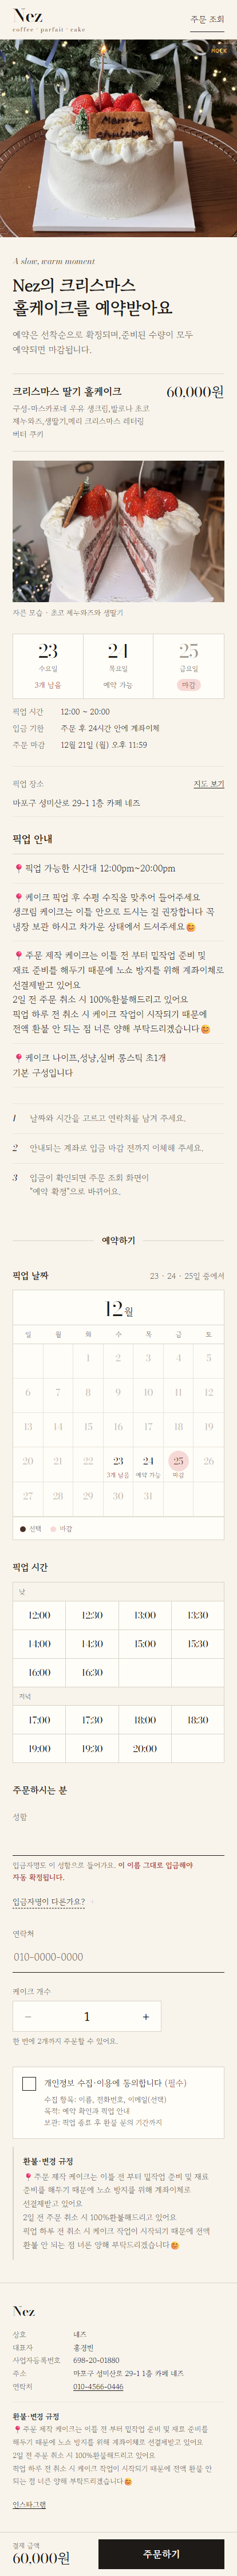 Nez
coffee · parfait · cake
주문 조회
MOCK
Merry
Christmas
A slow, warm moment
Nez의 크리스마스
홀케이크를 예약받아요
예약은 선착순으로 확정되며,준비된 수량이 모두
예약되면 마감됩니다.
크리스마스 딸기 홀케이크
60,000원
구성-마스카포네 우유 생크림,발로나 초코
제누와즈,생딸기,메리 크리스마스 레터링
버터 쿠키
자른 모습 · 초코 제누와즈와 생딸기
23 24 25
수요일 목요일 금요일
3개 남음 예약 가능 마감
픽업 시간 12:00 ~ 20:00
입금 기한 주문 후 24시간 안에 계좌이체
주문 마감 12월 21일 (월) 오후 11:59
픽업 장소 지도 보기
마포구 성미산로 29-1 1층 카페 네즈
픽업 안내
📍픽업 가능한 시간대 12:00pm~20:00pm
📍케이크 픽업 후 수평 수직을 맞추어 들어주세요
생크림 케이크는 이틀 안으로 드시는 걸 권장합니다 꼭
냉장 보관 하시고 차가운 상태에서 드셔주세요😊
📍주문 제작 케이크는 이틀 전 부터 밑작업 준비 및
재료 준비를 해두기 때문에 노쇼 방지를 위해 계좌이체로
선결제받고 있어요
2일 전 주문 취소 시 100%환불해드리고 있어요
픽업 하루 전 취소 시 케이크 작업이 시작되기 때문에
전액 환불 안 되는 점 너른 양해 부탁드리겠습니다😊
📍케이크 나이프,성냥,실버 롱스틱 초1개
기본 구성입니다
1 날짜와 시간을 고르고 연락처를 남겨 주세요.
2 안내되는 계좌로 입금 마감 전까지 이체해 주세요.
3 입금이 확인되면 주문 조회 화면이
“예약 확정”으로 바뀌어요.
예약하기
픽업 날짜 23 · 24 · 25일 중에서
12월
일 월 화 수 목 금 토
1 2 3 4 5
6 7 8 9 10 11 12
13 14 15 16 17 18 19
20 21 22 23 24 25 26
3개 남음 예약 가능 마감
27 28 29 30 31
선택 마감
픽업 시간
낮
12:00 12:30 13:00 13:30
14:00 14:30 15:00 15:30
16:00 16:30
저녁
17:00 17:30 18:00 18:30
19:00 19:30 20:00
주문하시는 분
성함
입금자명도 이 성함으로 들어가요. 이 이름 그대로 입금해야
자동 확정됩니다.
입금자명이 다른가요?
연락처
010-0000-0000
케이크 개수
− 1 +
한 번에 2개까지 주문할 수 있어요.
개인정보 수집·이용에 동의합니다 (필수)
수집 항목: 이름, 전화번호, 이메일(선택)
목적: 예약 확인과 픽업 안내
보관: 픽업 종료 후 환불 문의 기간까지
환불·변경 규정
📍주문 제작 케이크는 이틀 전 부터 밑작업 준비 및 재료
준비를 해두기 때문에 노쇼 방지를 위해 계좌이체로
선결제받고 있어요
2일 전 주문 취소 시 100%환불해드리고 있어요
픽업 하루 전 취소 시 케이크 작업이 시작되기 때문에 전액
환불 안 되는 점 너른 양해 부탁드리겠습니다😊
Nez
상호 네즈
대표자 홍경빈
사업자등록번호 698-20-01880
주소 마포구 성미산로 29-1 1층 카페 네즈
연락처 010-4566-0446
환불·변경 규정
📍주문 제작 케이크는 이틀 전 부터 밑작업 준비 및 재료 준비를
해두기 때문에 노쇼 방지를 위해 계좌이체로 선결제받고 있어요
2일 전 주문 취소 시 100%환불해드리고 있어요
픽업 하루 전 취소 시 케이크 작업이 시작되기 때문에 전액 환불 안
되는 점 너른 양해 부탁드리겠습니다😊
인스타그램
결제 금액
60,000원
주문하기